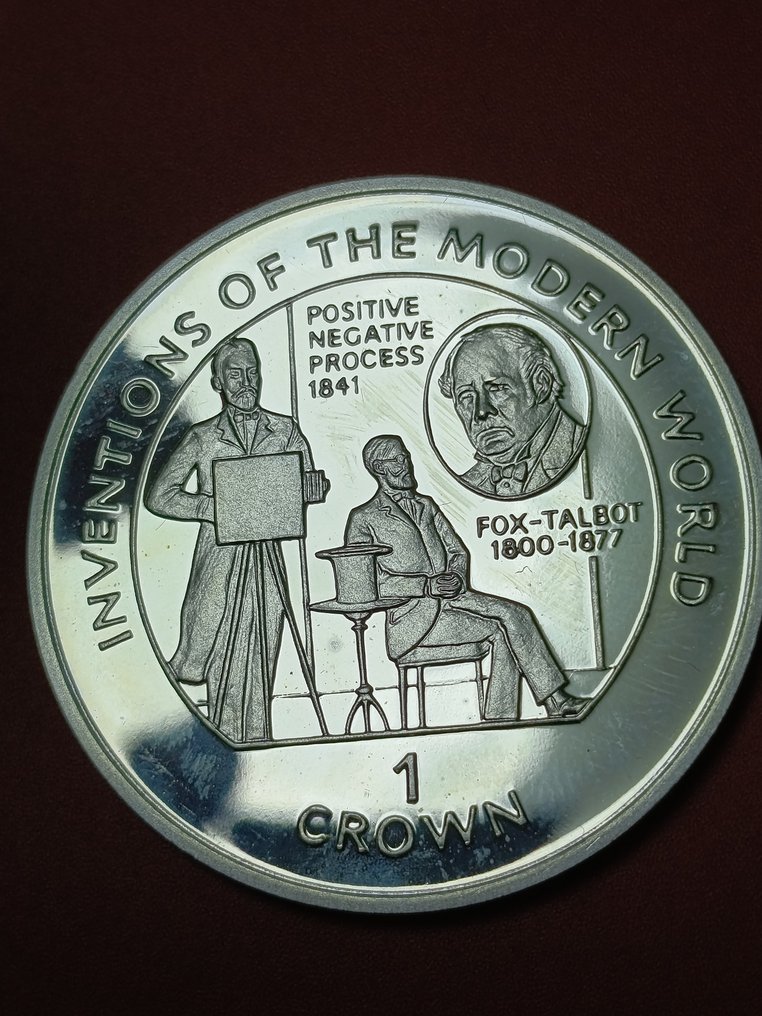 INVENTIONS OF THE MODERN WORLD
POSITIVE
NEGATIVE
PROCESS
1841
FOX-TALBOT
1800-1877
1
CROWN